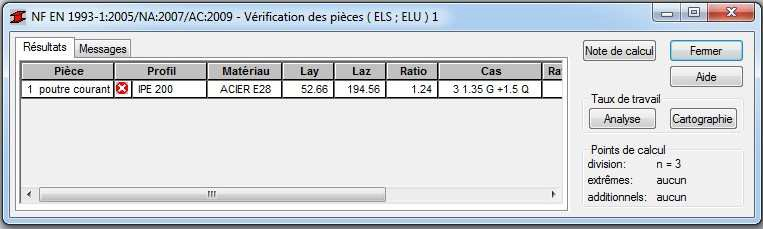 NF EN 1993-1:2005/NA:2007/AC:2009 - Vérification des pièces ( ELS ; ELU ) 1
Résultats Messages
Pièce Profil Matériau Lay Laz Ratio Cas Ra
1 poutre courant IPE 200 ACIER E28 52.66 194.56 1.24 3 1.35 G +1.5 Q
Note de calcul Fermer
Aide
Taux de travail
Analyse Cartographie
Points de calcul
division: n = 3
extrêmes: aucun
additionnels: aucun